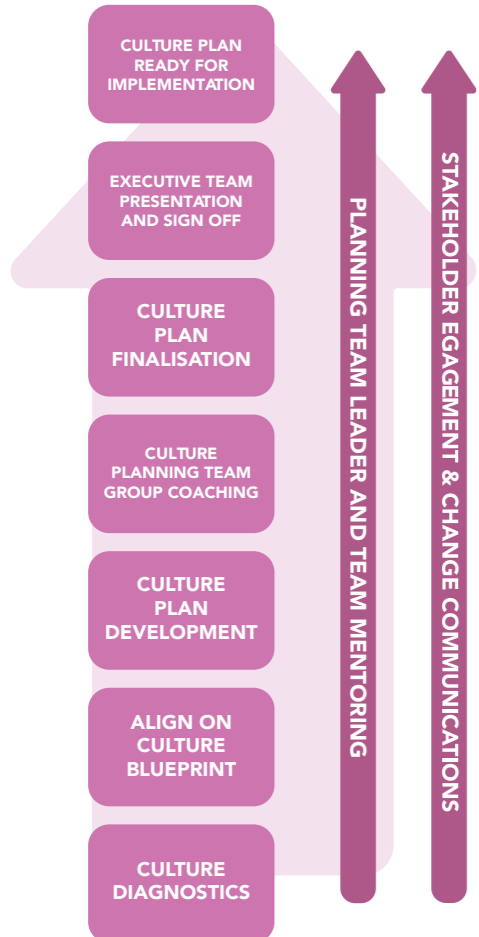 CULTURE PLAN
READY FOR
IMPLEMENTATION
EXECUTIVE TEAM
PRESENTATION
AND SIGN OFF
CULTURE
PLAN
FINALISATION
CULTURE
PLANNING TEAM
GROUP COACHING
CULTURE
PLAN
DEVELOPMENT
ALIGN ON
CULTURE
BLUEPRINT
CULTURE
DIAGNOSTICS
PLANNING TEAM LEADER AND TEAM MENTORING
STAKEHOLDER EGAGEMENT & CHANGE COMMUNICATIONS